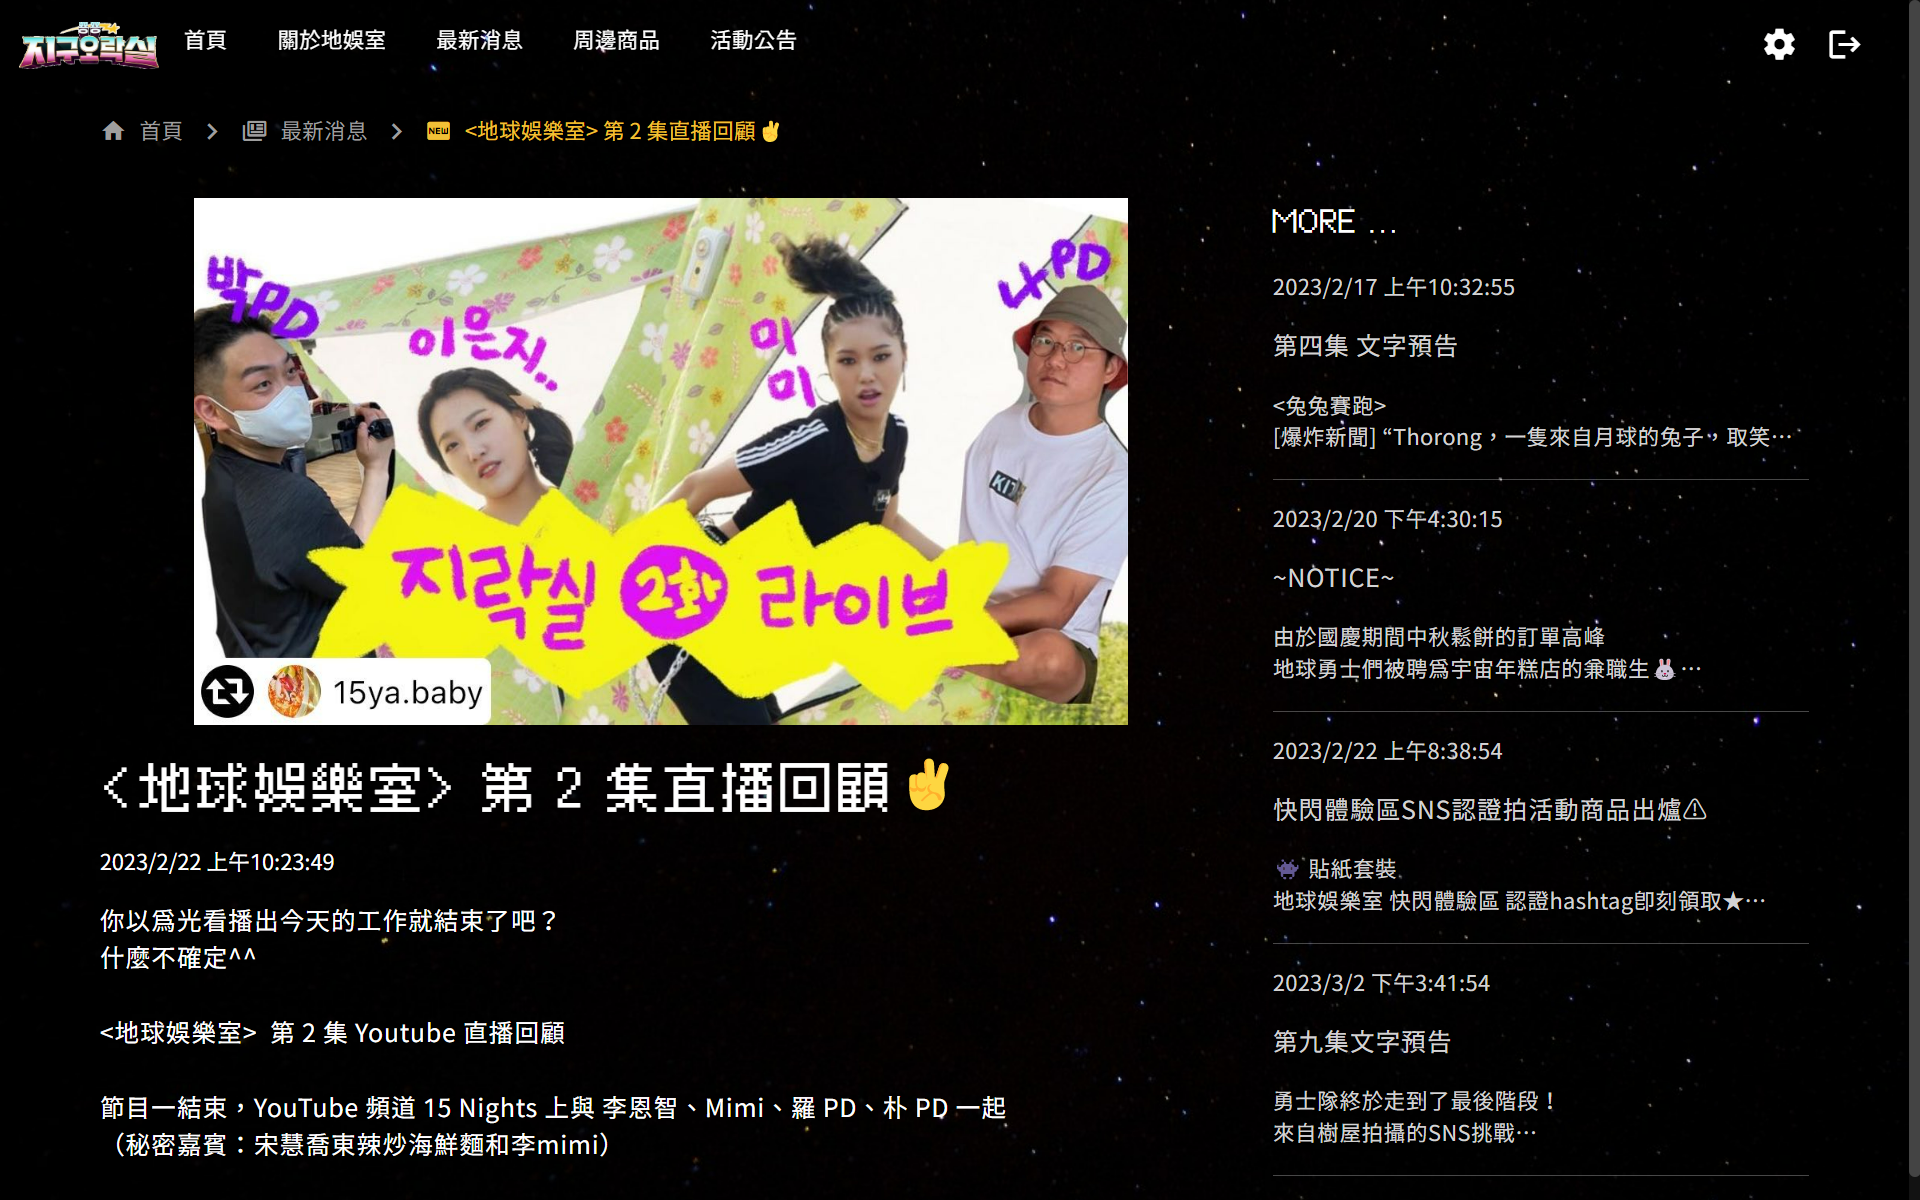 뿅뿅
지구오락실
首頁
關於地娛室
最新消息
周邊商品
活動公告
首頁
最新消息
NEW
<地球娛樂室> 第 2 集直播回顧✌
박PD
이은지..
미미
나PD
KIT
지락실 2화 라이브
15ya.baby
<地球娛樂室> 第 2 集直播回顧✌
2023/2/22 上午10:23:49
你以爲光看播出今天的工作就結束了吧？
什麼不確定^^
<地球娛樂室> 第 2 集 Youtube 直播回顧
節目一結束，YouTube 頻道 15 Nights 上與 李恩智、Mimi、羅 PD、朴 PD 一起
（秘密嘉賓：宋慧喬東辣炒海鮮麵和李mimi）
MORE ...
2023/2/17 上午10:32:55
第四集 文字預告
<兔兔賽跑>
[爆炸新聞] “Thorong，一隻來自月球的兔子，取笑…
2023/2/20 下午4:30:15
~NOTICE~
由於國慶期間中秋鬆餅的訂單高峰
地球勇士們被聘爲宇宙年糕店的兼職生🐰…
2023/2/22 上午8:38:54
快閃體驗區SNS認證拍活動商品出爐⚠
👾 貼紙套裝
地球娛樂室 快閃體驗區 認證hashtag卽刻領取★…
2023/3/2 下午3:41:54
第九集文字預告
勇士隊終於走到了最後階段！
來自樹屋拍攝的SNS挑戰…